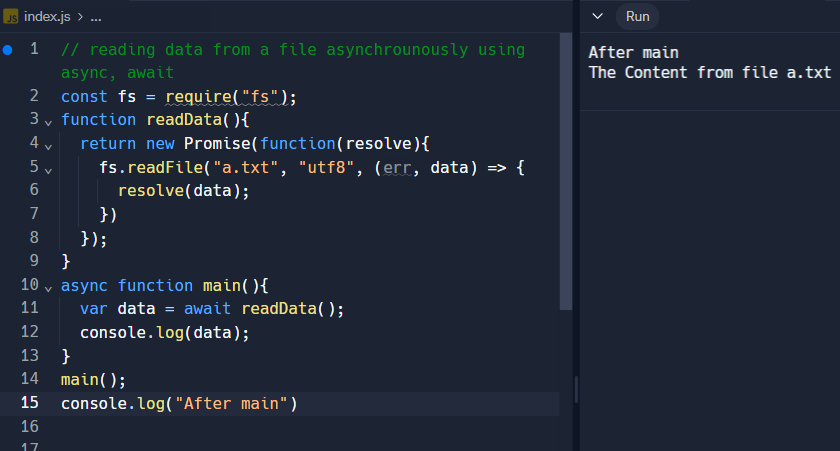 JS index.js > ...
1 // reading data from a file asynchrounously using
async, await
2 const fs = require("fs");
3 function readData(){
4 return new Promise(function(resolve){
5 fs.readFile("a.txt", "utf8", (err, data) => {
6 resolve(data);
7 })
8 });
9 }
10 async function main(){
11 var data = await readData();
12 console.log(data);
13 }
14 main();
15 console.log("After main")
16
17
Run
After main
The Content from file a.txt